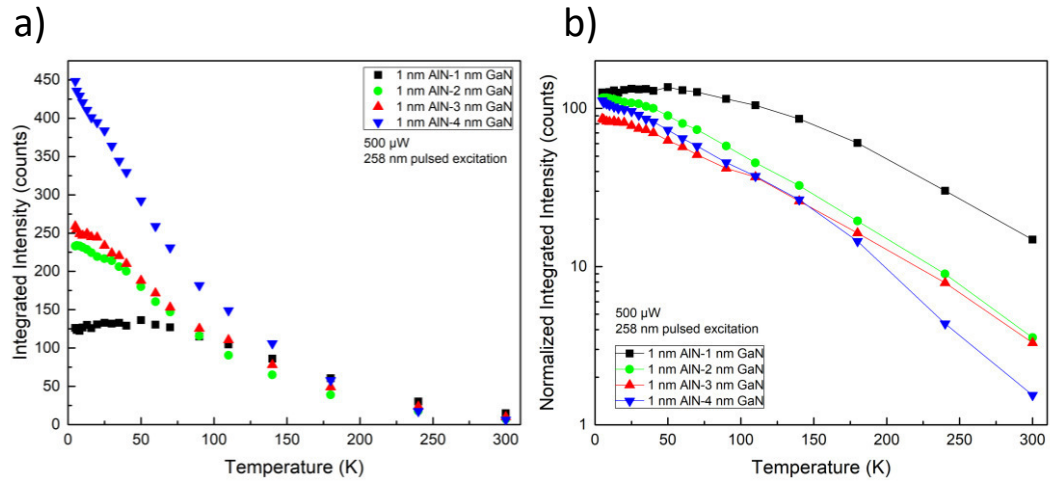 a)
Integrated Intensity (counts)
450
400
350
300
250
200
150
100
50
0
0 50 100 150 200 250 300
Temperature (K)
1 nm AlN-1 nm GaN
1 nm AlN-2 nm GaN
1 nm AlN-3 nm GaN
1 nm AlN-4 nm GaN
500 µW
258 nm pulsed excitation
b)
Normalized Integrated Intensity (counts)
100
10
1
0 50 100 150 200 250 300
Temperature (K)
500 µW
258 nm pulsed excitation
1 nm AlN-1 nm GaN
1 nm AlN-2 nm GaN
1 nm AlN-3 nm GaN
1 nm AlN-4 nm GaN